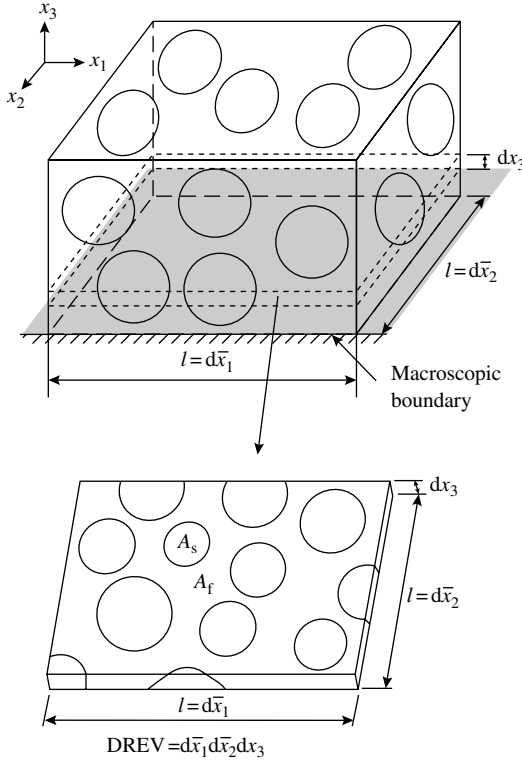 x₃
x₁
x₂
dx₃
l = dx̅₂
l = dx̅₁
Macroscopic
boundary
dx₃
Aₛ
A_f
l = dx̅₂
l = dx̅₁
DREV = dx̅₁dx̅₂dx₃